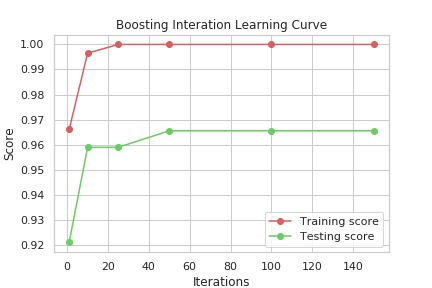 Boosting Interation Learning Curve
1.00
0.99
0.98
0.97
0.96
0.95
0.94
0.93
0.92
Score
0 20 40 60 80 100 120 140
Iterations
Training score
Testing score